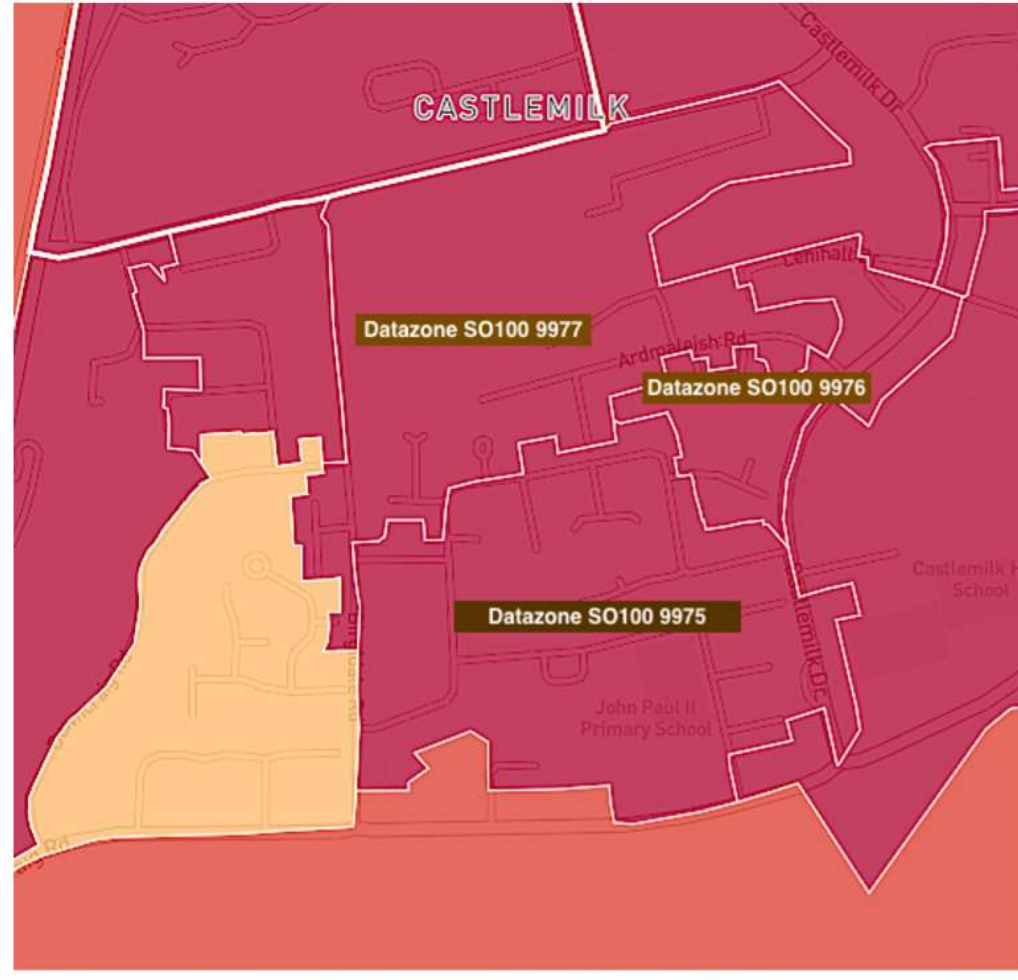 Castlemilk Dr.
CASTLEMILK
Datazone SO100 9977
Ardmaleish Rd
Datazone SO100 9976
Castlemilk
School
Datazone SO100 9975
Castlemilk Dr.
John Paul II
Primary School